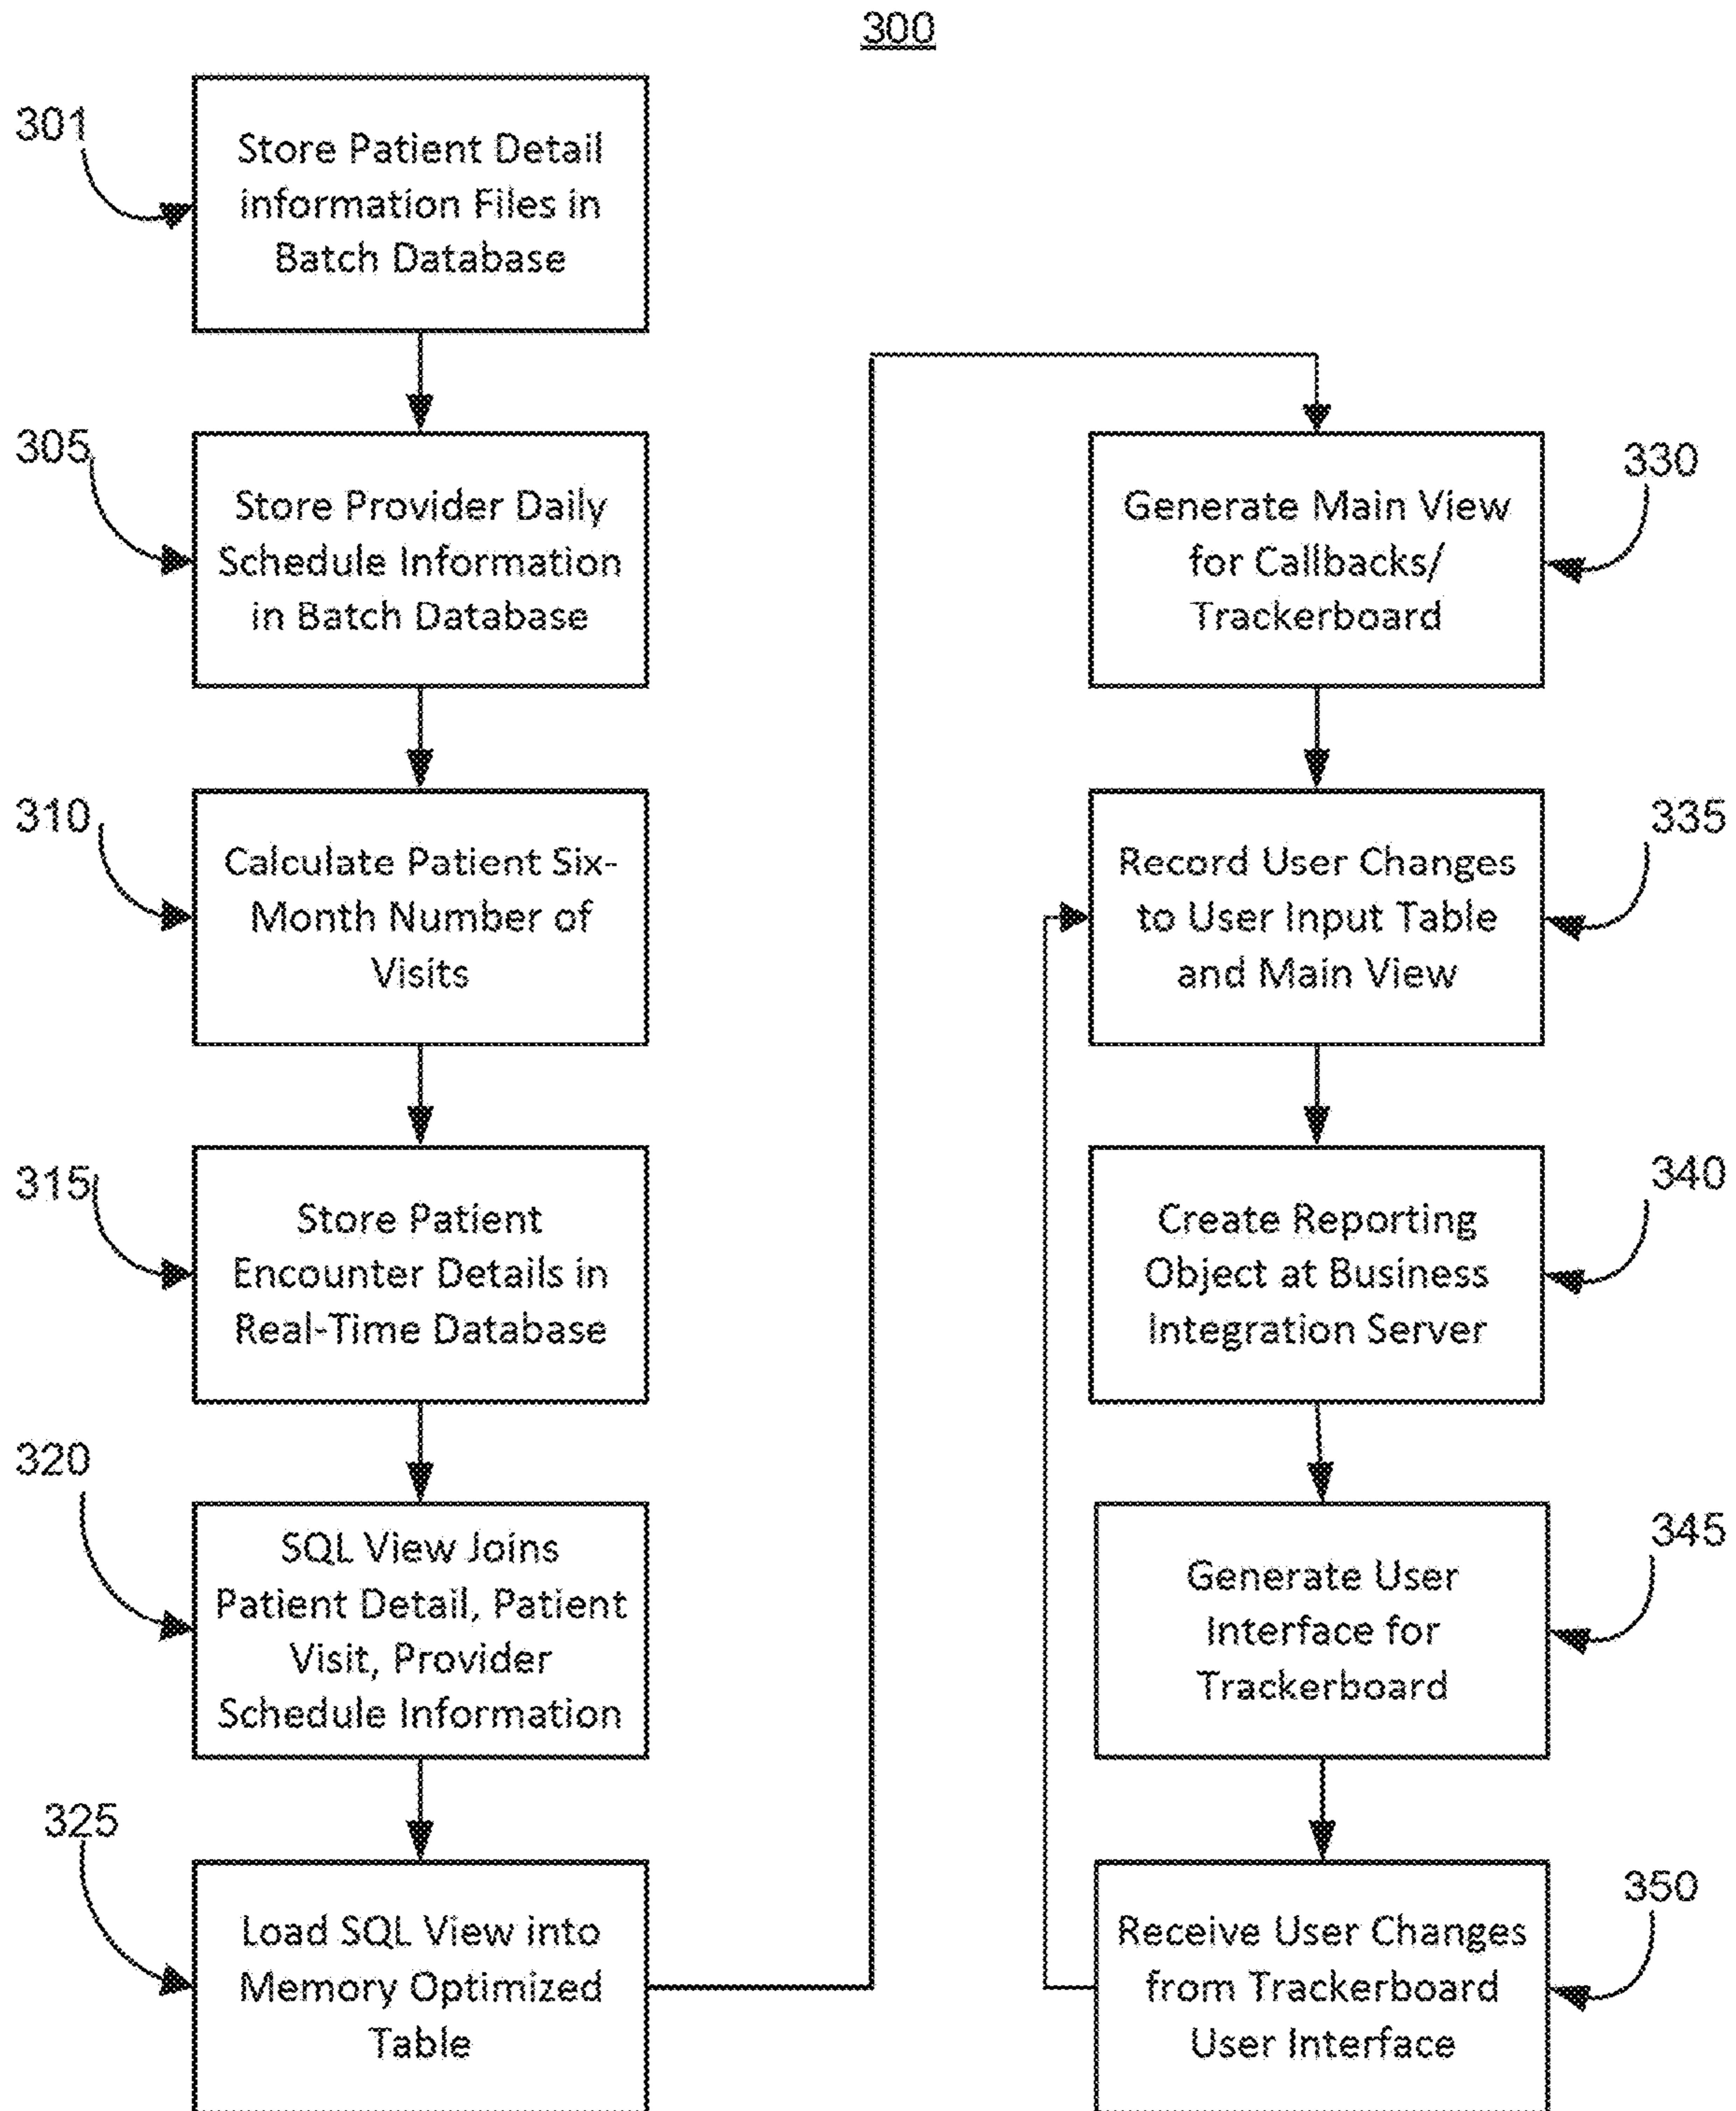 300
301
Store Patient Detail
information Files in
Batch Database
305
Store Provider Daily
Schedule Information
in Batch Database
310
Calculate Patient Six-
Month Number of
Visits
315
Store Patient
Encounter Details in
Real-Time Database
320
SQL View Joins
Patient Detail, Patient
Visit, Provider
Schedule Information
325
Load SQL View into
Memory Optimized
Table
330
Generate Main View
for Callbacks/
Trackerboard
335
Record User Changes
to User Input Table
and Main View
340
Create Reporting
Object at Business
Integration Server
345
Generate User
Interface for
Trackerboard
350
Receive User Changes
from Trackerboard
User Interface